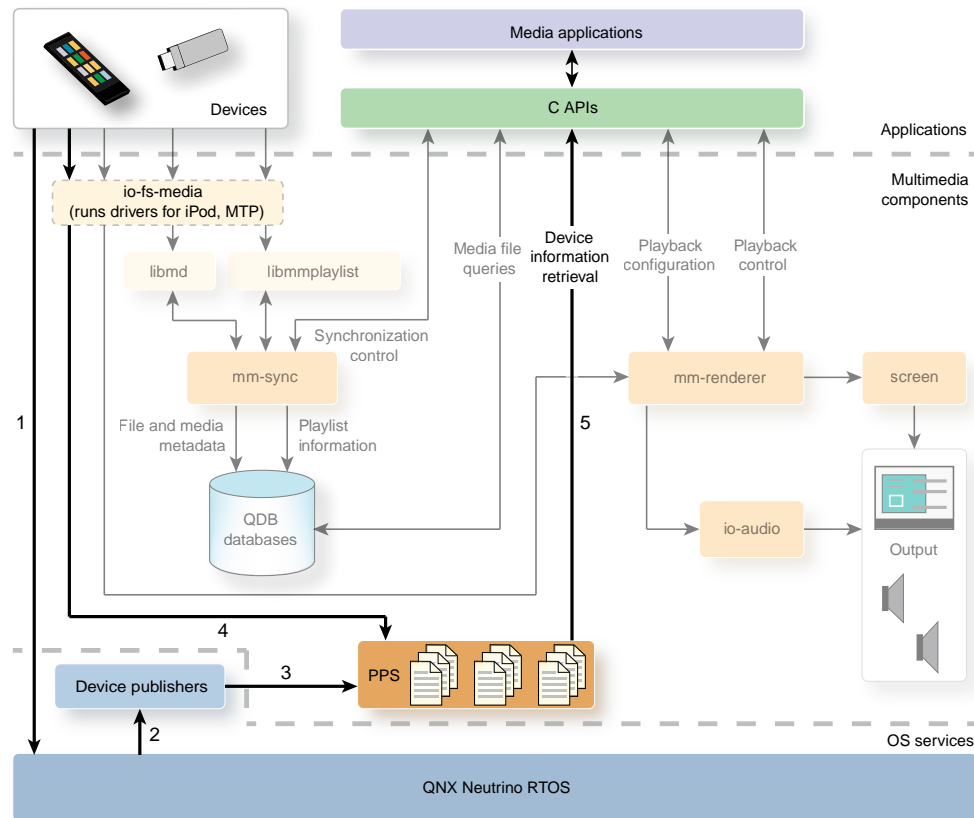 Media applications
Devices
C APIs
Applications
Multimedia
components
io-fs-media
(runs drivers for iPod, MTP)
libmd
libmmplaylist
Media file
queries
Device
information
retrieval
Playback
configuration
Playback
control
Synchronization
control
mm-sync
mm-renderer
screen
1
File and media
metadata
Playlist
information
5
QDB
databases
io-audio
Output
4
PPS
3
Device publishers
2
OS services
QNX Neutrino RTOS